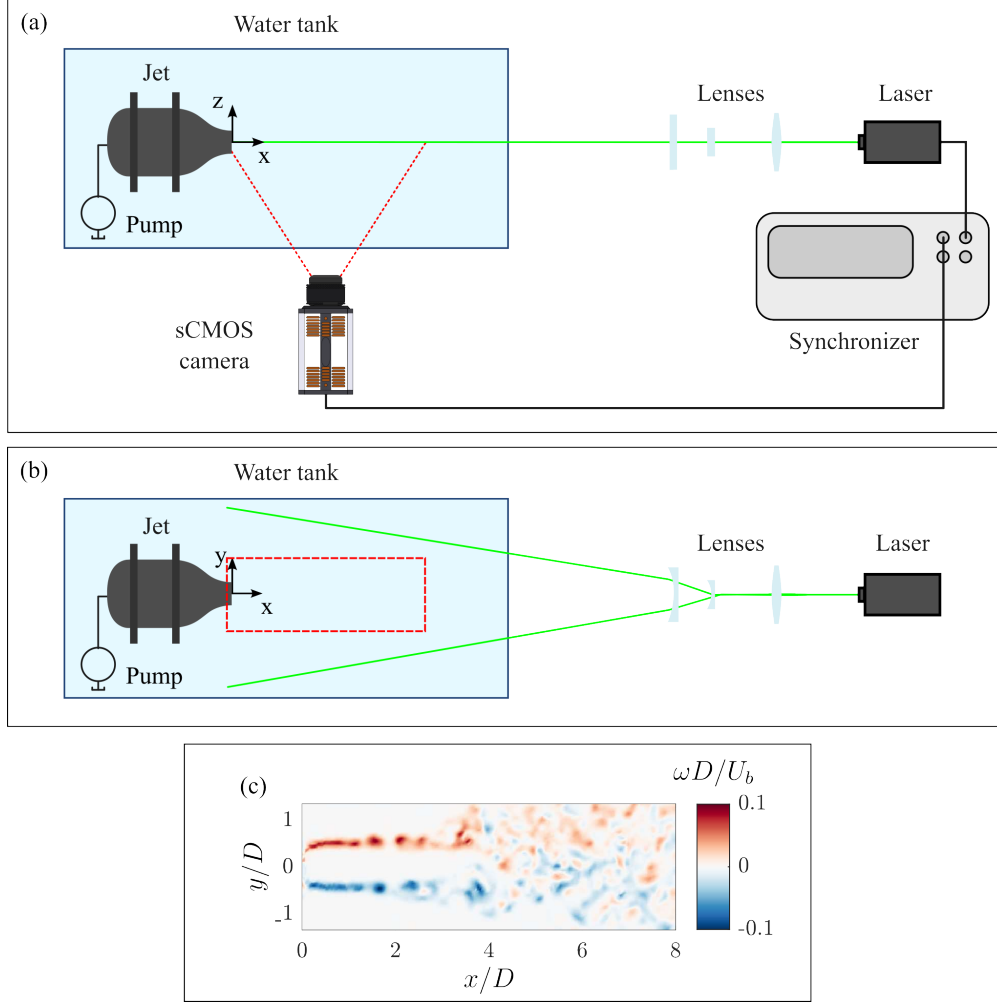 (a)
Water tank
Jet
Lenses
Laser
z
x
Pump
sCMOS
camera
Synchronizer
(b)
Water tank
Jet
Lenses
Laser
y
x
Pump
(c)
ωD/U_b
1
0
-1
y/D
0
2
4
6
8
x/D
0.1
0
-0.1